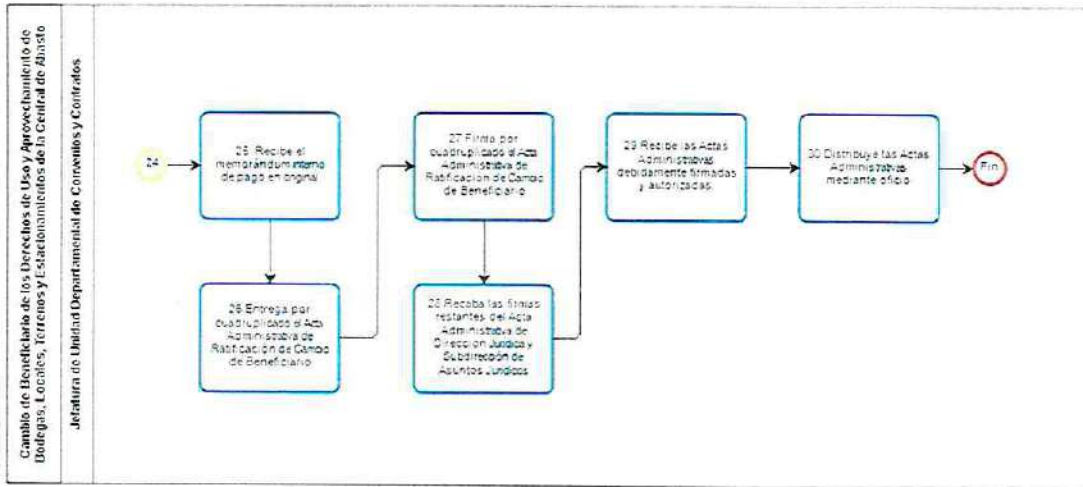 Cambio de Beneficiario de los Derechos de Uso y Aprovechamiento de
Bodegas, Locales, Terrenos y Estacionamientos de la Central de Abasto
Jefatura de Unidad Departamental de Convenios y Contratos
24
25. Recibe el
memorándum interno
de pago en original
26 Entrega por
cuadruplicado el Acta
Administrativa de
Ratificación de Cambio
de Beneficiario
27 Firma por
cuadruplicado el Acta
Administrativa de
Ratificación de Cambio
de Beneficiario
28 Recaba las firmas
restantes del Acta
Administrativa de
Dirección Jurídica y
Subdirección de
Asuntos Jurídicos
29 Recibe las Actas
Administrativas
debidamente firmadas
y autorizadas.
30 Distribuye las Actas
Administrativas
mediante oficio
Fin